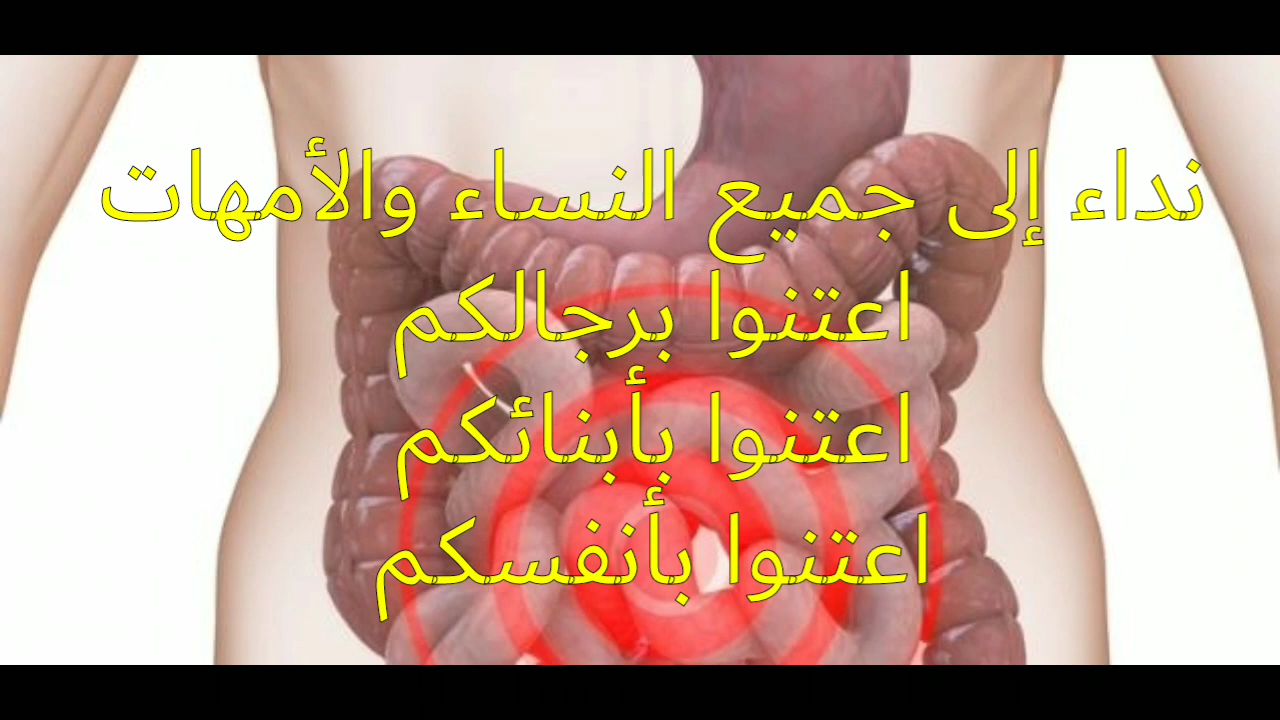 نداء إلى جميع النساء والأمهات
اعتنوا برجالكم
اعتنوا بأبنائكم
اعتنوا بأنفسكم